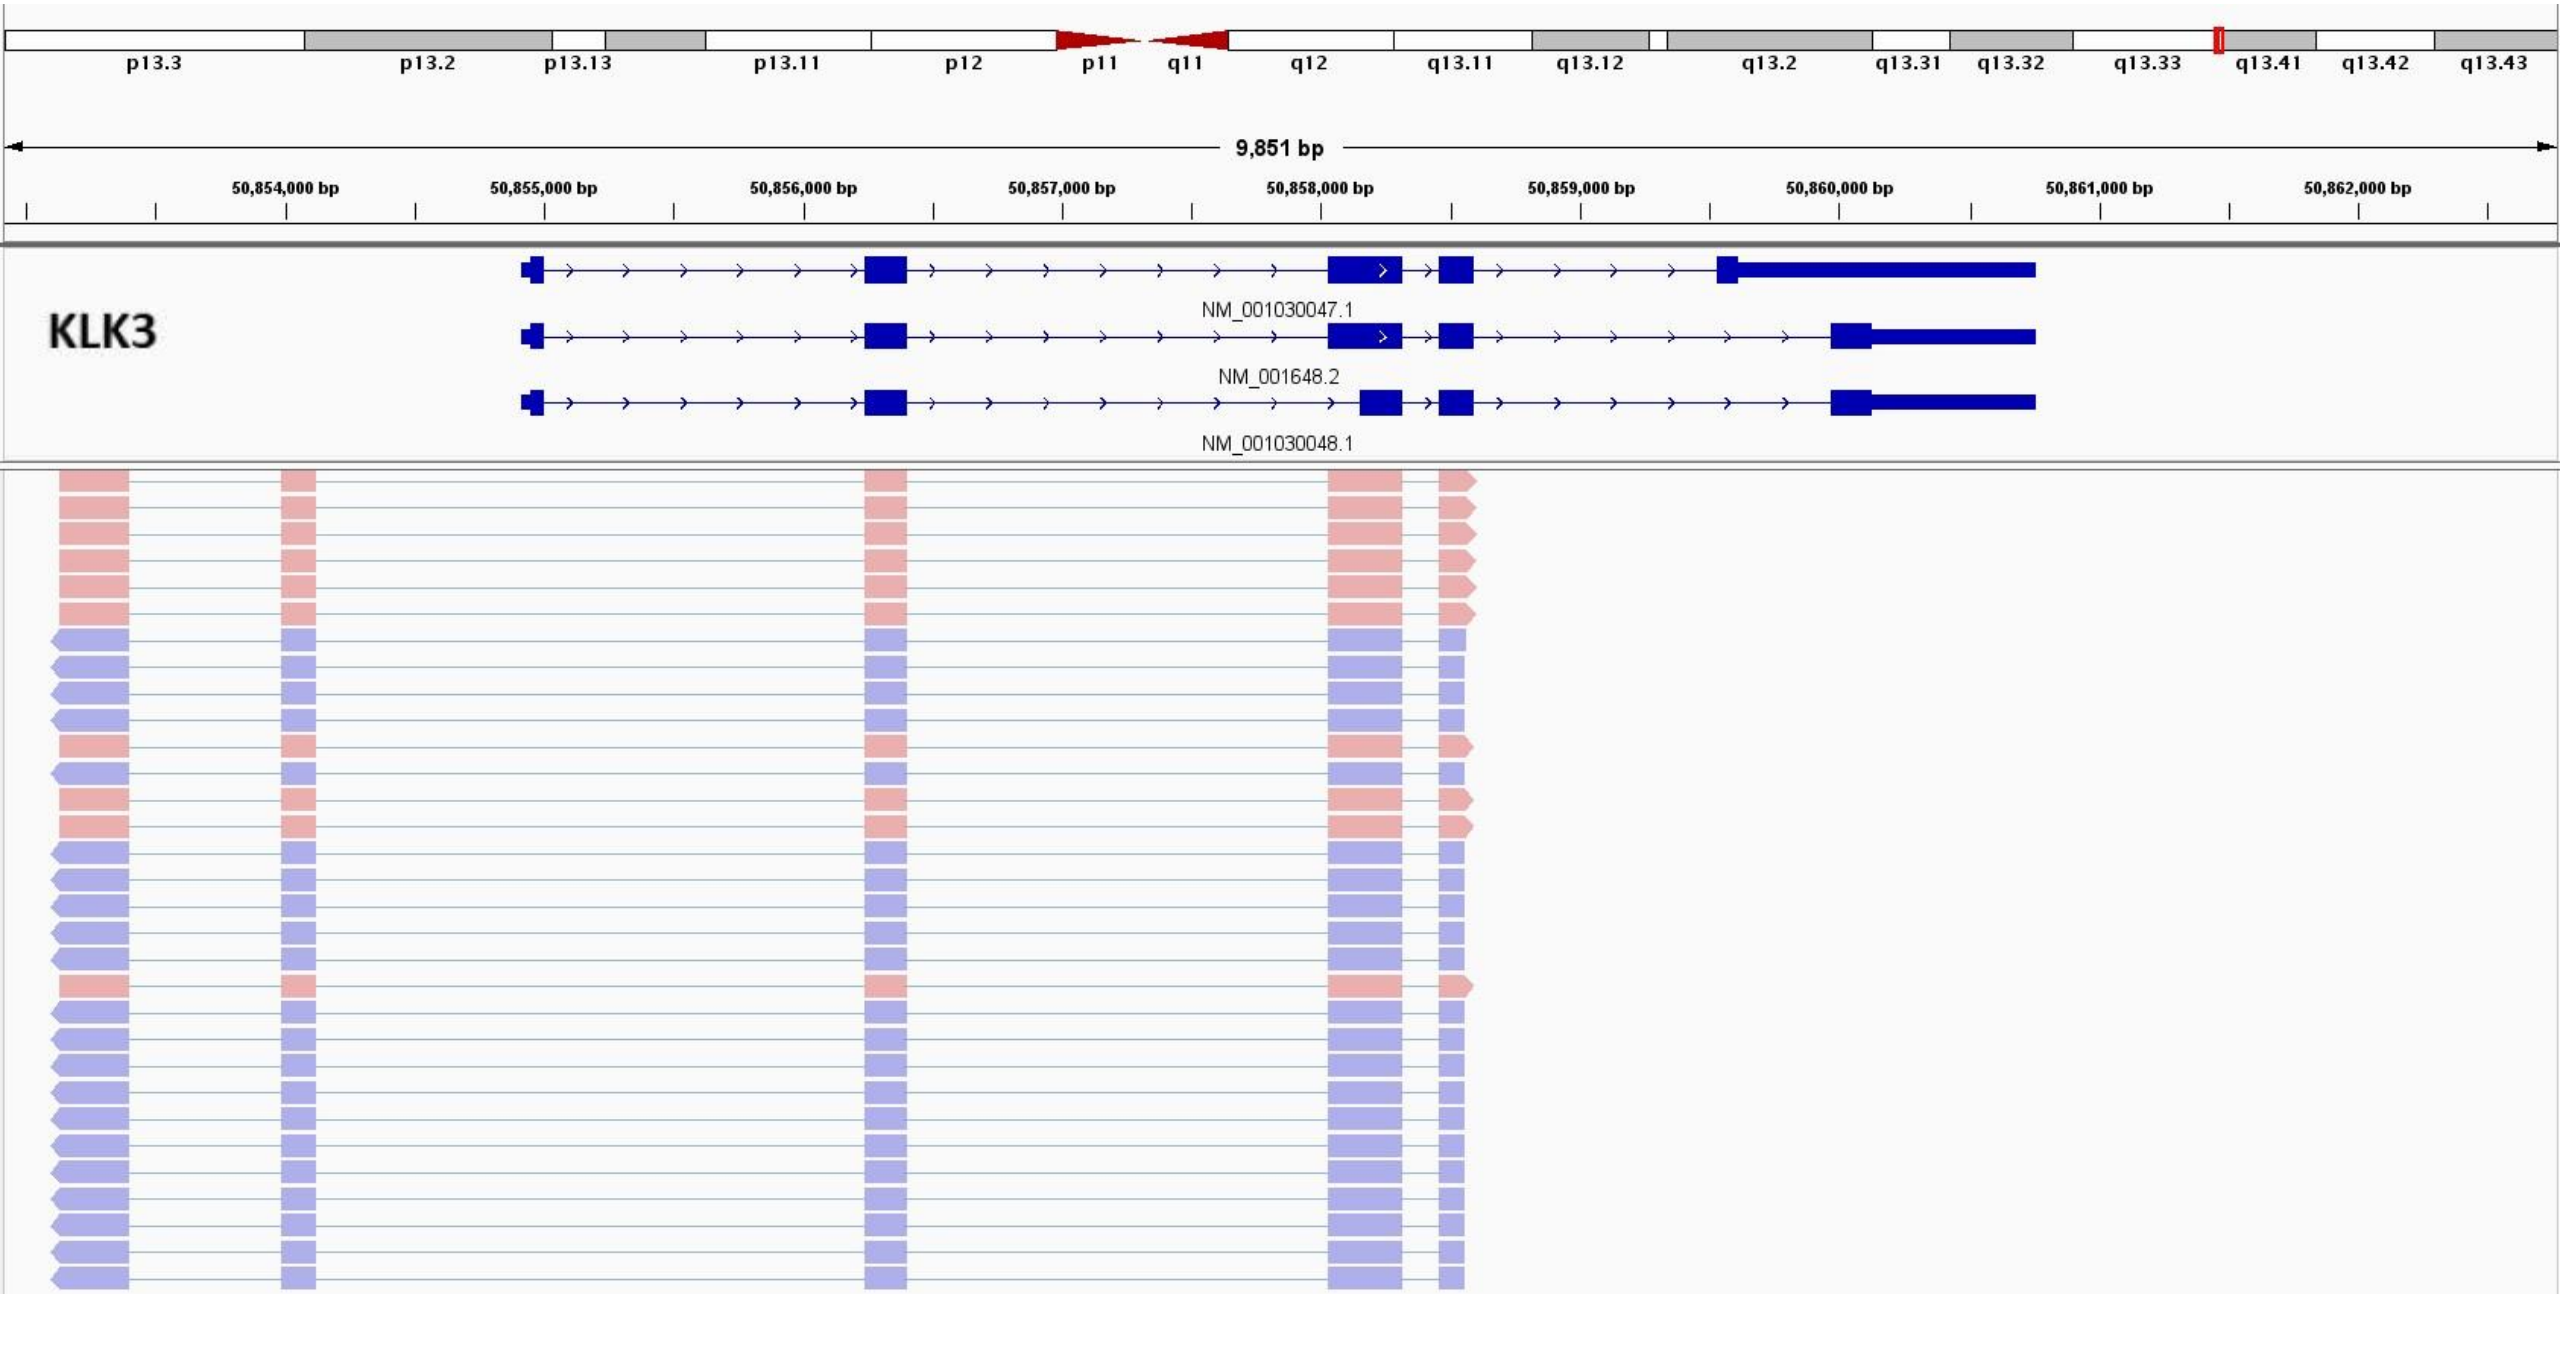 p13.3 p13.2 p13.13 p13.11 p12 p11 q11 q12 q13.11 q13.12 q13.2 q13.31 q13.32 q13.33 q13.41 q13.42 q13.43
9,851 bp
50,854,000 bp 50,855,000 bp 50,856,000 bp 50,857,000 bp 50,858,000 bp 50,859,000 bp 50,860,000 bp 50,861,000 bp 50,862,000 bp
NM_001030047.1
KLK3
NM_001648.2
NM_001030048.1